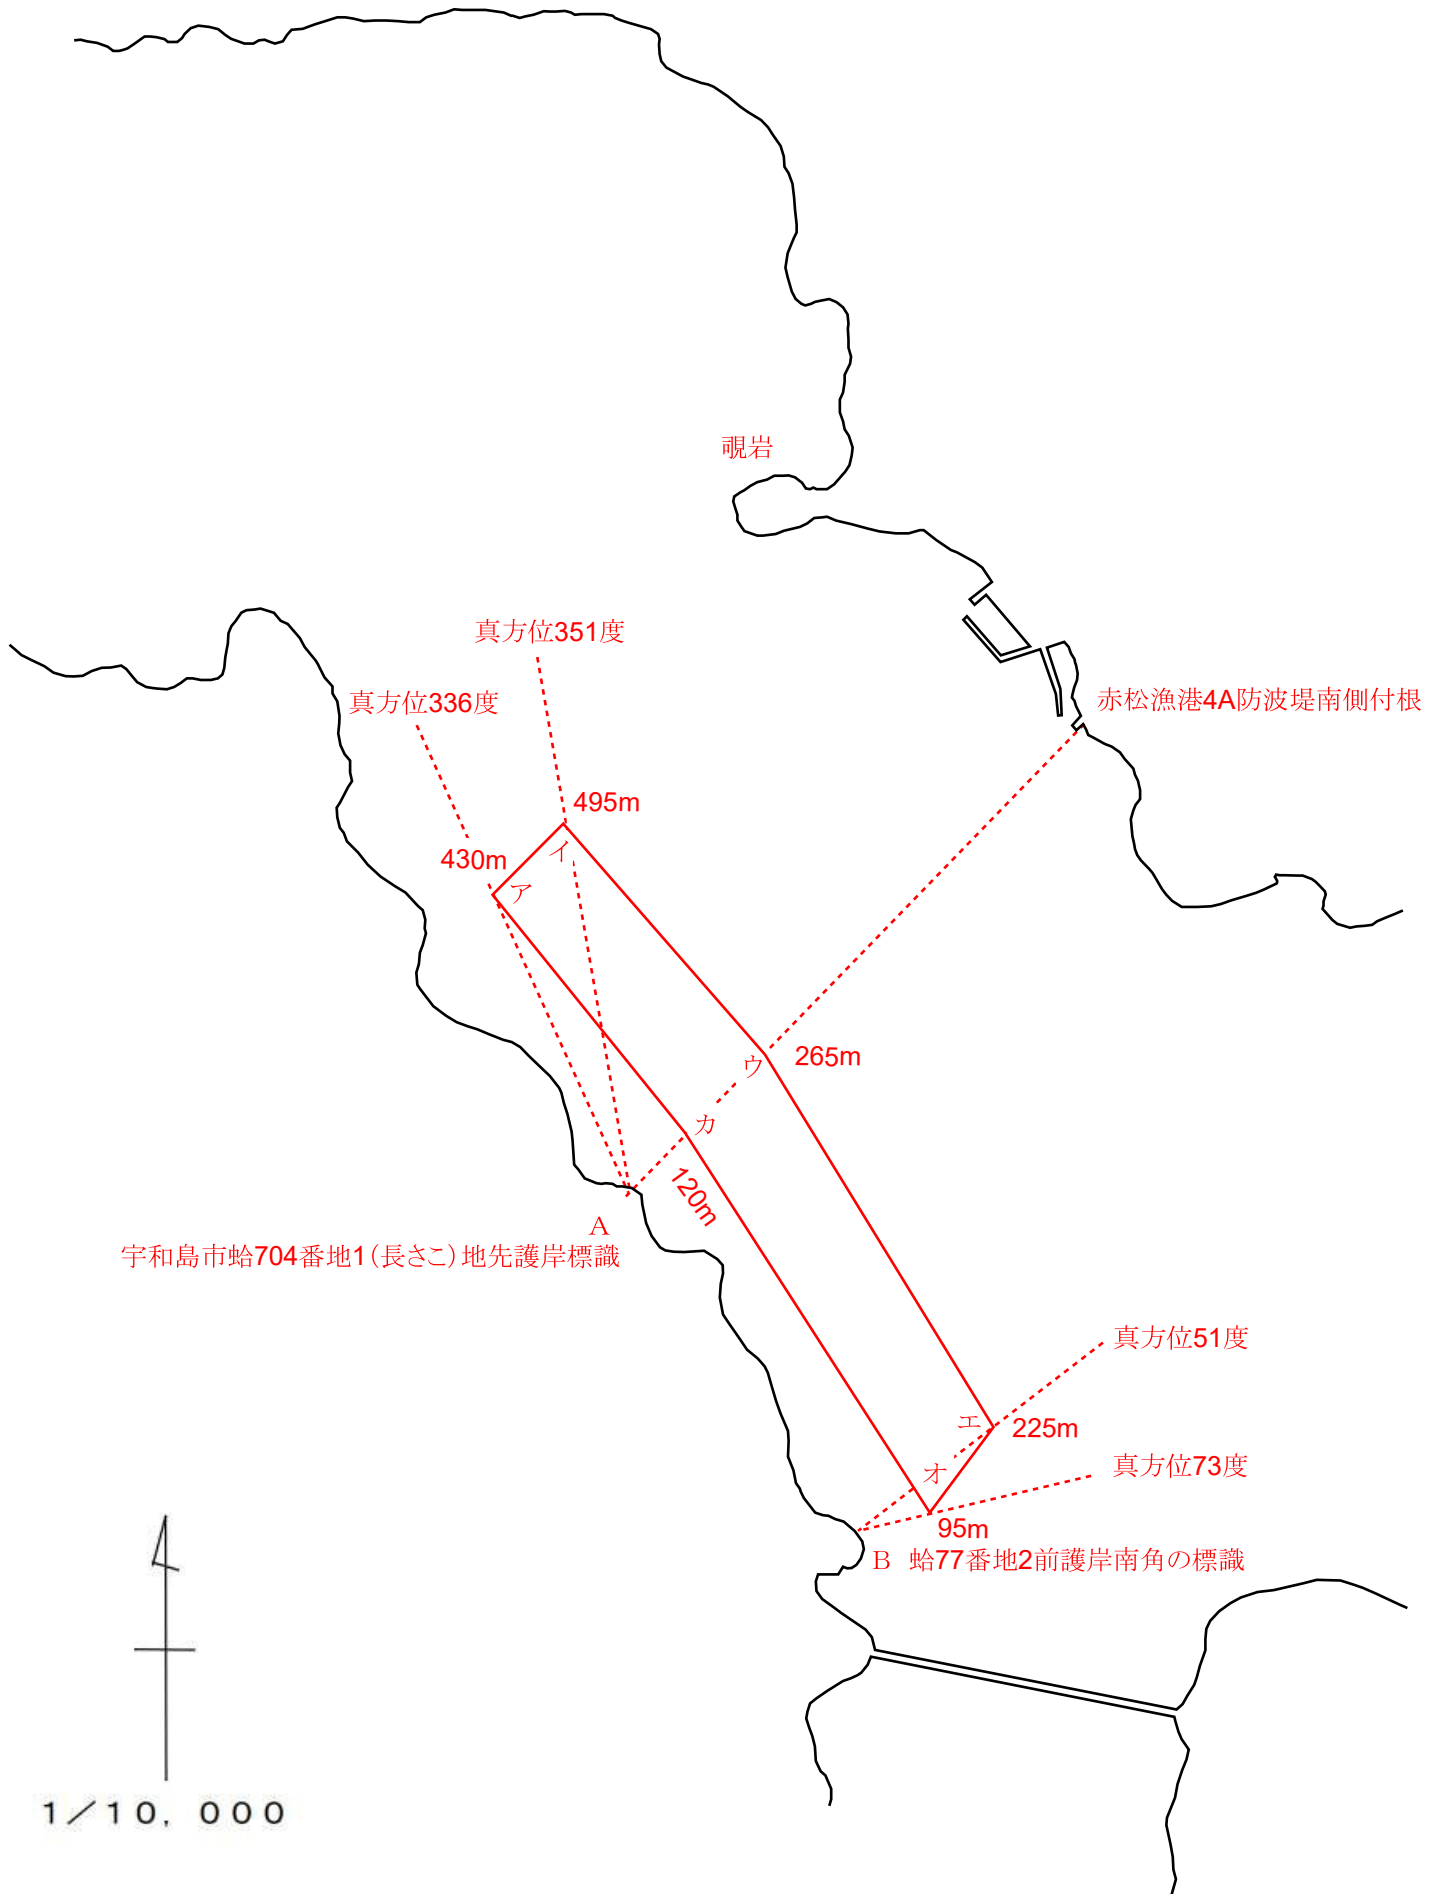 覗岩
真方位351度
真方位336度
赤松漁港4A防波堤南側付根
495m
イ
430m
ア
ウ
265m
カ
120m
A
宇和島市蛤704番地1(長さこ)地先護岸標識
真方位51度
エ
225m
オ
真方位73度
95m
B 蛤77番地2前護岸南角の標識
1/10,000